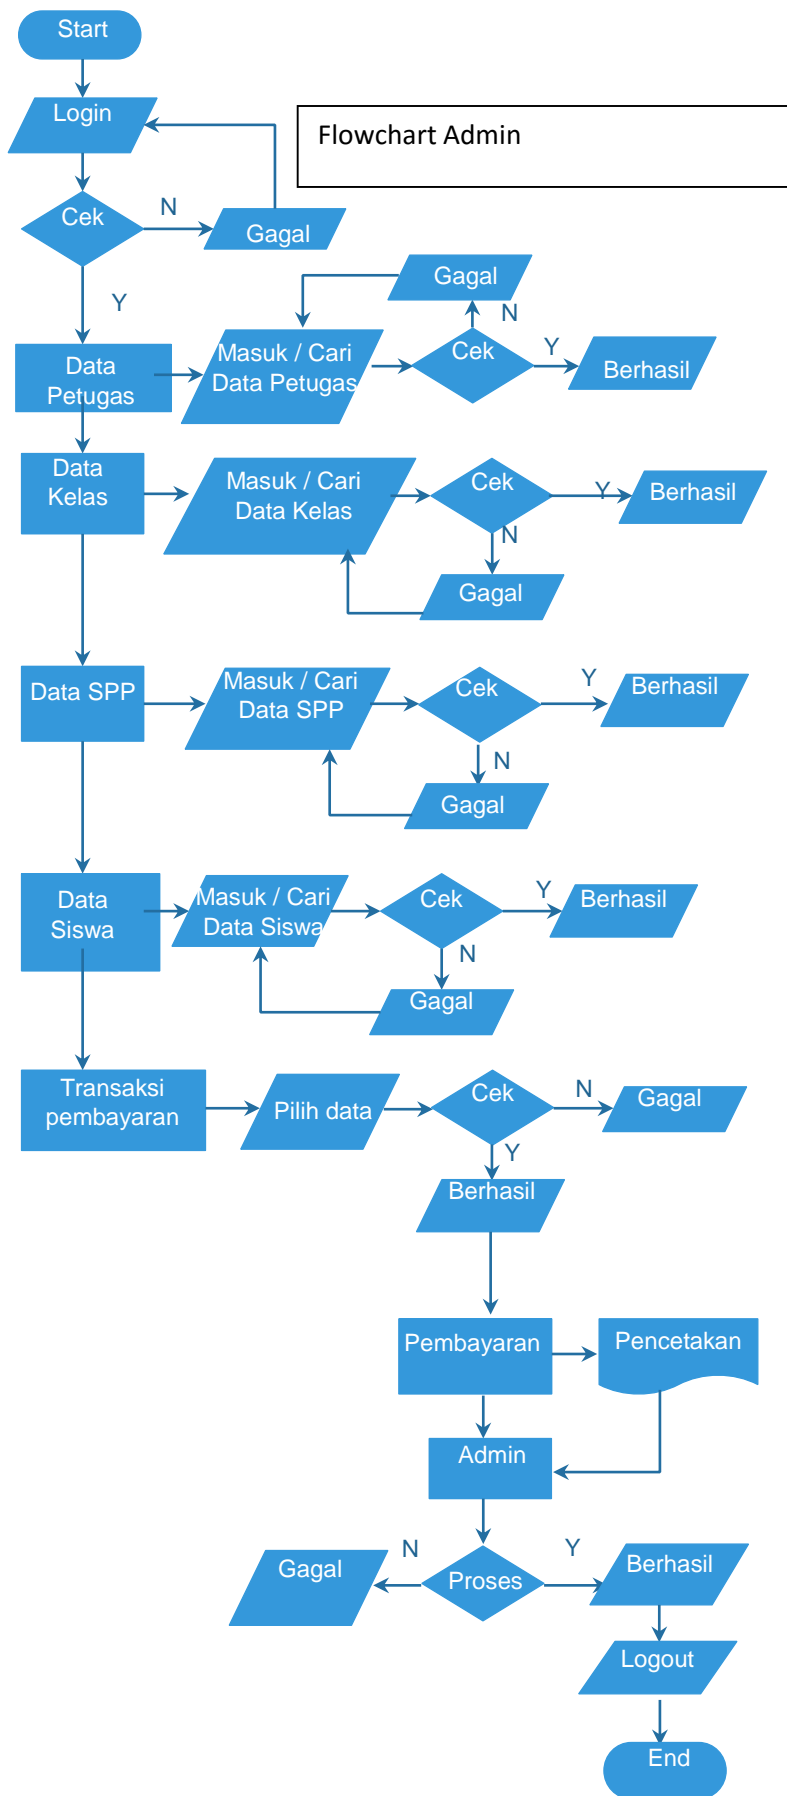 Start
Login
Flowchart Admin
Cek
N
Gagal
Y
Gagal
N
Data
Petugas
Masuk / Cari
Data Petugas
Cek
Y
Berhasil
Data
Kelas
Masuk / Cari
Data Kelas
Cek
Y
Berhasil
N
Gagal
Data SPP
Masuk / Cari
Data SPP
Cek
Y
Berhasil
N
Gagal
Data
Siswa
Masuk / Cari
Data Siswa
Cek
Y
Berhasil
N
Gagal
Transaksi
pembayaran
Pilih data
Cek
N
Gagal
Y
Berhasil
Pembayaran
Pencetakan
Admin
Gagal
N
Proses
Y
Berhasil
Logout
End